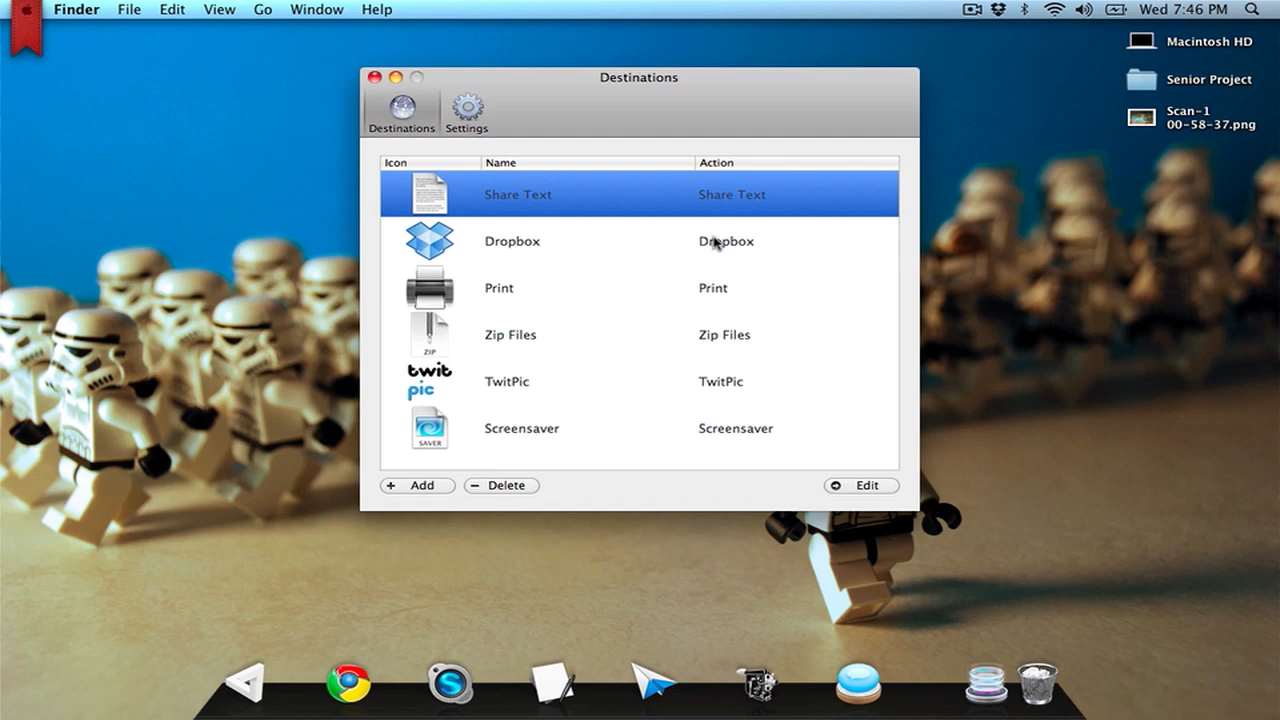 Finder File Edit View Go Window Help Wed 7:46 PM
Macintosh HD
Senior Project
Scan-1
00-58-37.png
Destinations
Destinations Settings
Icon Name Action
Share Text Share Text
Dropbox Dropbox
Print Print
ZIP Zip Files Zip Files
twit
pic TwitPic TwitPic
SAVER Screensaver Screensaver
+ Add − Delete Edit